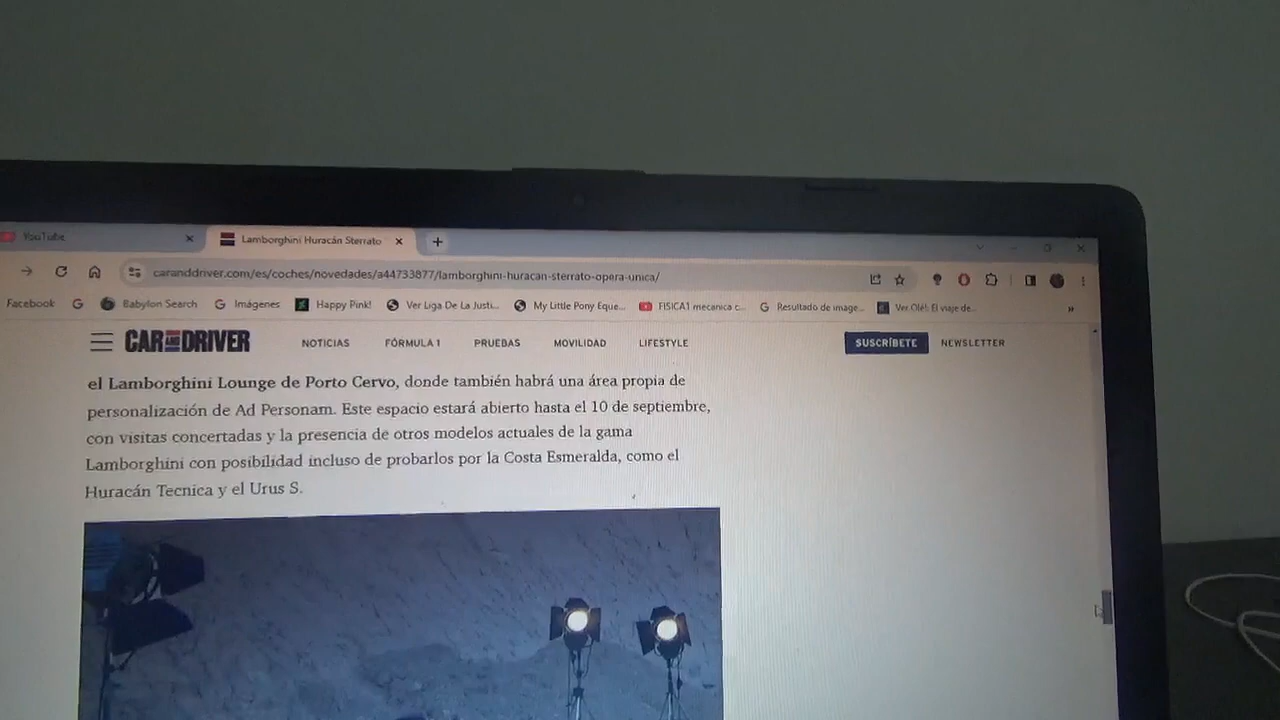 YouTube
Lamborghini Huracán Sterrato
caranddriver.com/es/coches/novedades/a44733877/lamborghini-huracan-sterrato-opera-unica/
Facebook
Babylon Search
Imágenes
Happy Pink!
Ver Liga De La Justi...
My Little Pony Eque...
FISICA1 mecanica c...
Resultado de image...
Ver Olé!: El viaje de...
CAR AND DRIVER
NOTICIAS
FÓRMULA 1
PRUEBAS
MOVILIDAD
LIFESTYLE
SUSCRÍBETE
NEWSLETTER
el Lamborghini Lounge de Porto Cervo, donde también habrá una área propia de
personalización de Ad Personam. Este espacio estará abierto hasta el 10 de septiembre,
con visitas concertadas y la presencia de otros modelos actuales de la gama
Lamborghini con posibilidad incluso de probarlos por la Costa Esmeralda, como el
Huracán Tecnica y el Urus S.